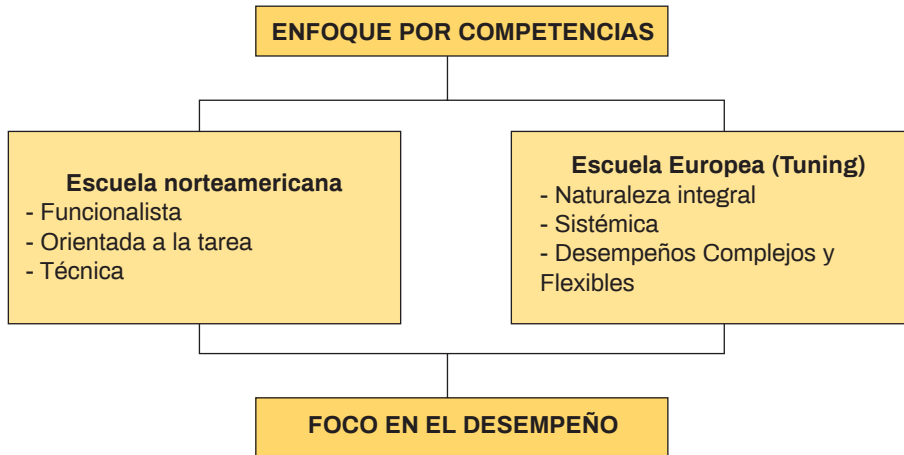 ENFOQUE POR COMPETENCIAS
Escuela norteamericana
- Funcionalista
- Orientada a la tarea
- Técnica
Escuela Europea (Tuning)
- Naturaleza integral
- Sistémica
- Desempeños Complejos y
Flexibles
FOCO EN EL DESEMPEÑO